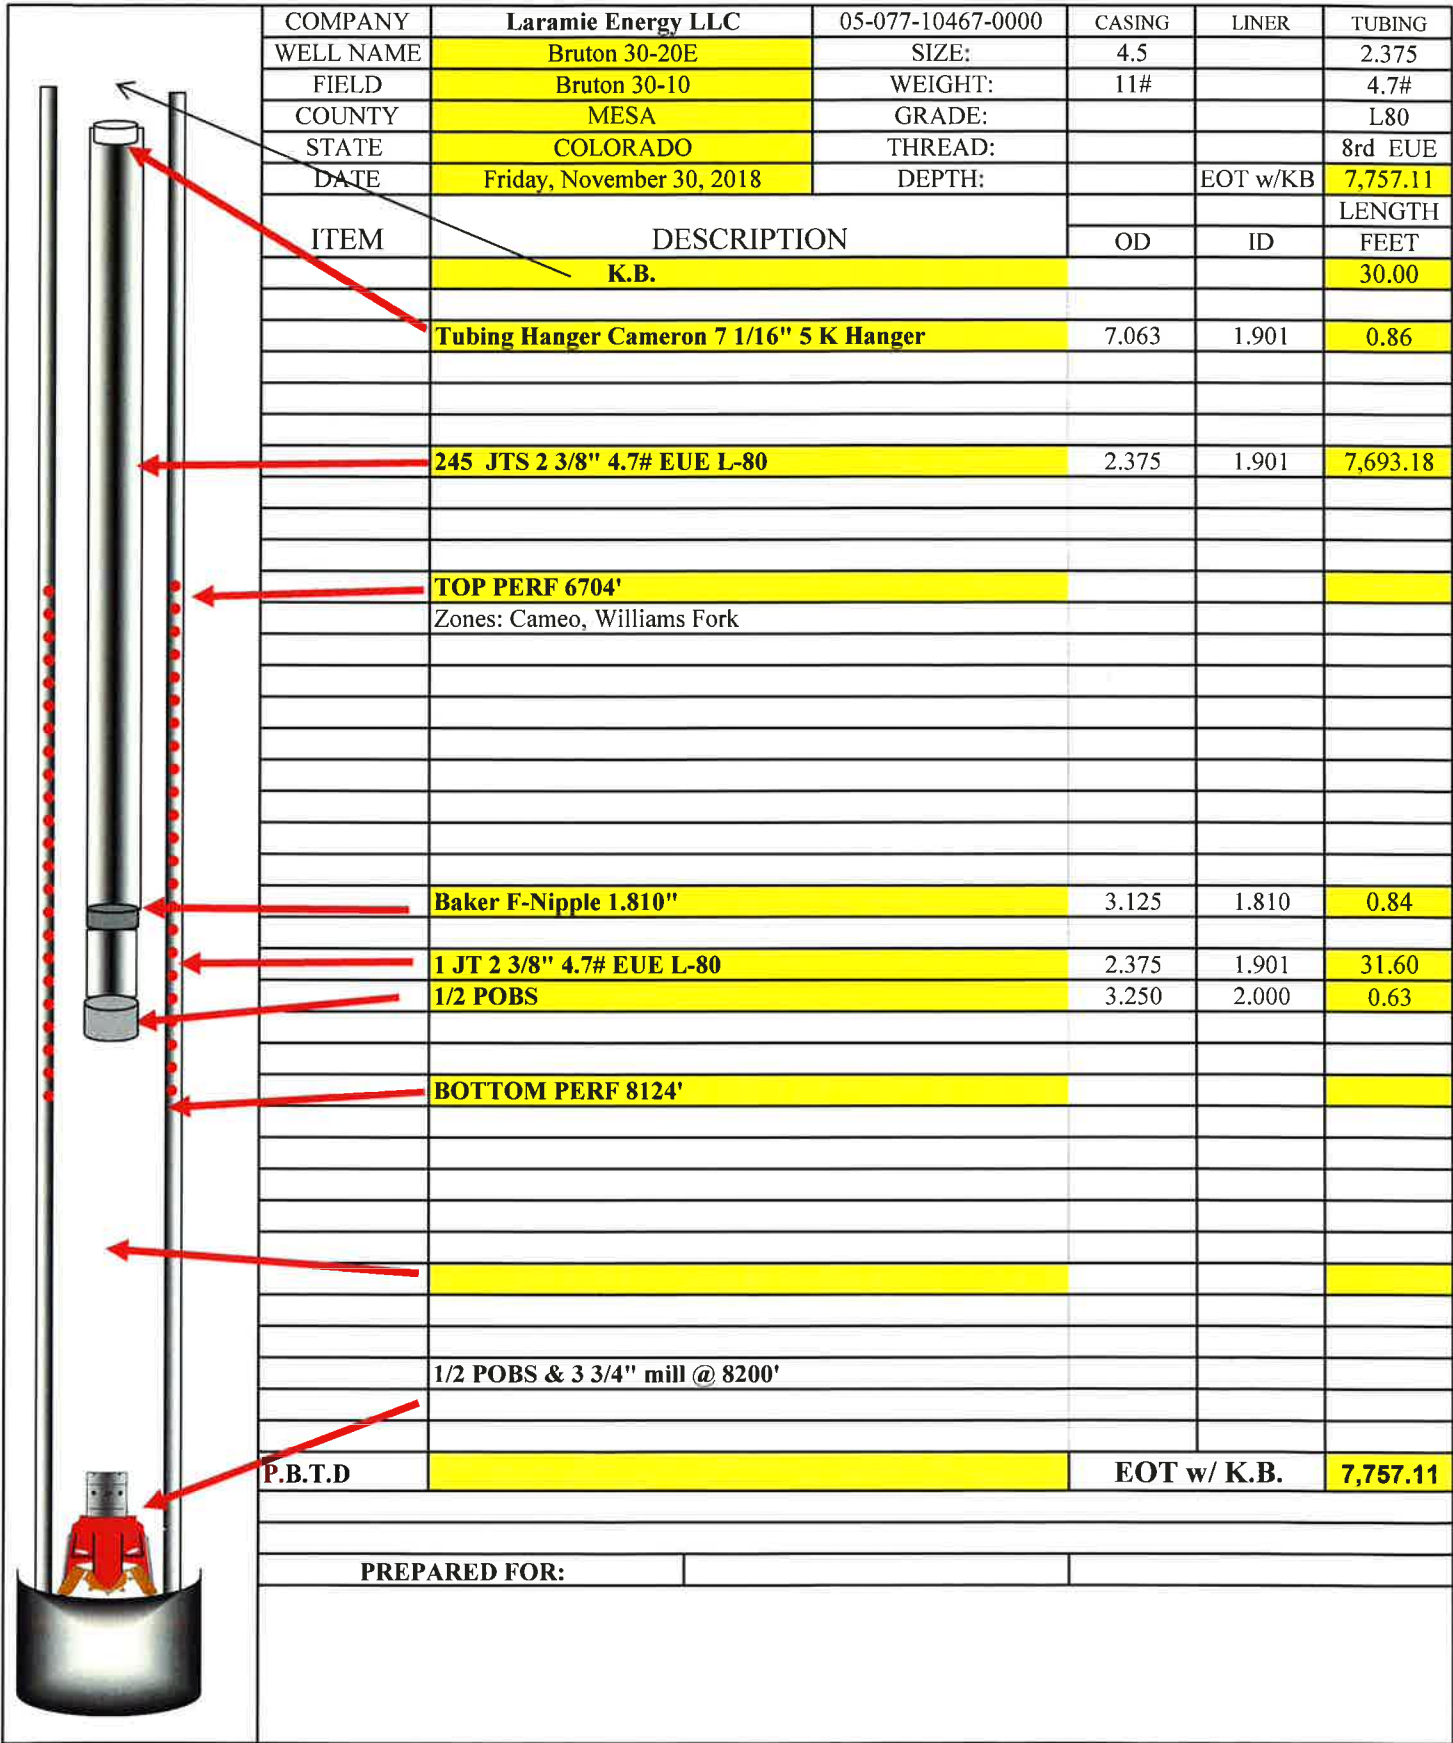 COMPANY Laramie Energy LLC 05-077-10467-0000 CASING LINER TUBING
WELL NAME Bruton 30-20E SIZE: 4.5 2.375
FIELD Bruton 30-10 WEIGHT: 11# 4.7#
COUNTY MESA GRADE: L80
STATE COLORADO THREAD: 8rd EUE
DATE Friday, November 30, 2018 DEPTH: EOT w/KB 7,757.11
LENGTH
ITEM DESCRIPTION OD ID FEET
K.B. 30.00
Tubing Hanger Cameron 7 1/16" 5 K Hanger 7.063 1.901 0.86
245 JTS 2 3/8" 4.7# EUE L-80 2.375 1.901 7,693.18
TOP PERF 6704'
Zones: Cameo, Williams Fork
Baker F-Nipple 1.810" 3.125 1.810 0.84
1 JT 2 3/8" 4.7# EUE L-80 2.375 1.901 31.60
1/2 POBS 3.250 2.000 0.63
BOTTOM PERF 8124'
1/2 POBS & 3 3/4" mill @ 8200'
P.B.T.D EOT w/ K.B. 7,757.11
PREPARED FOR: